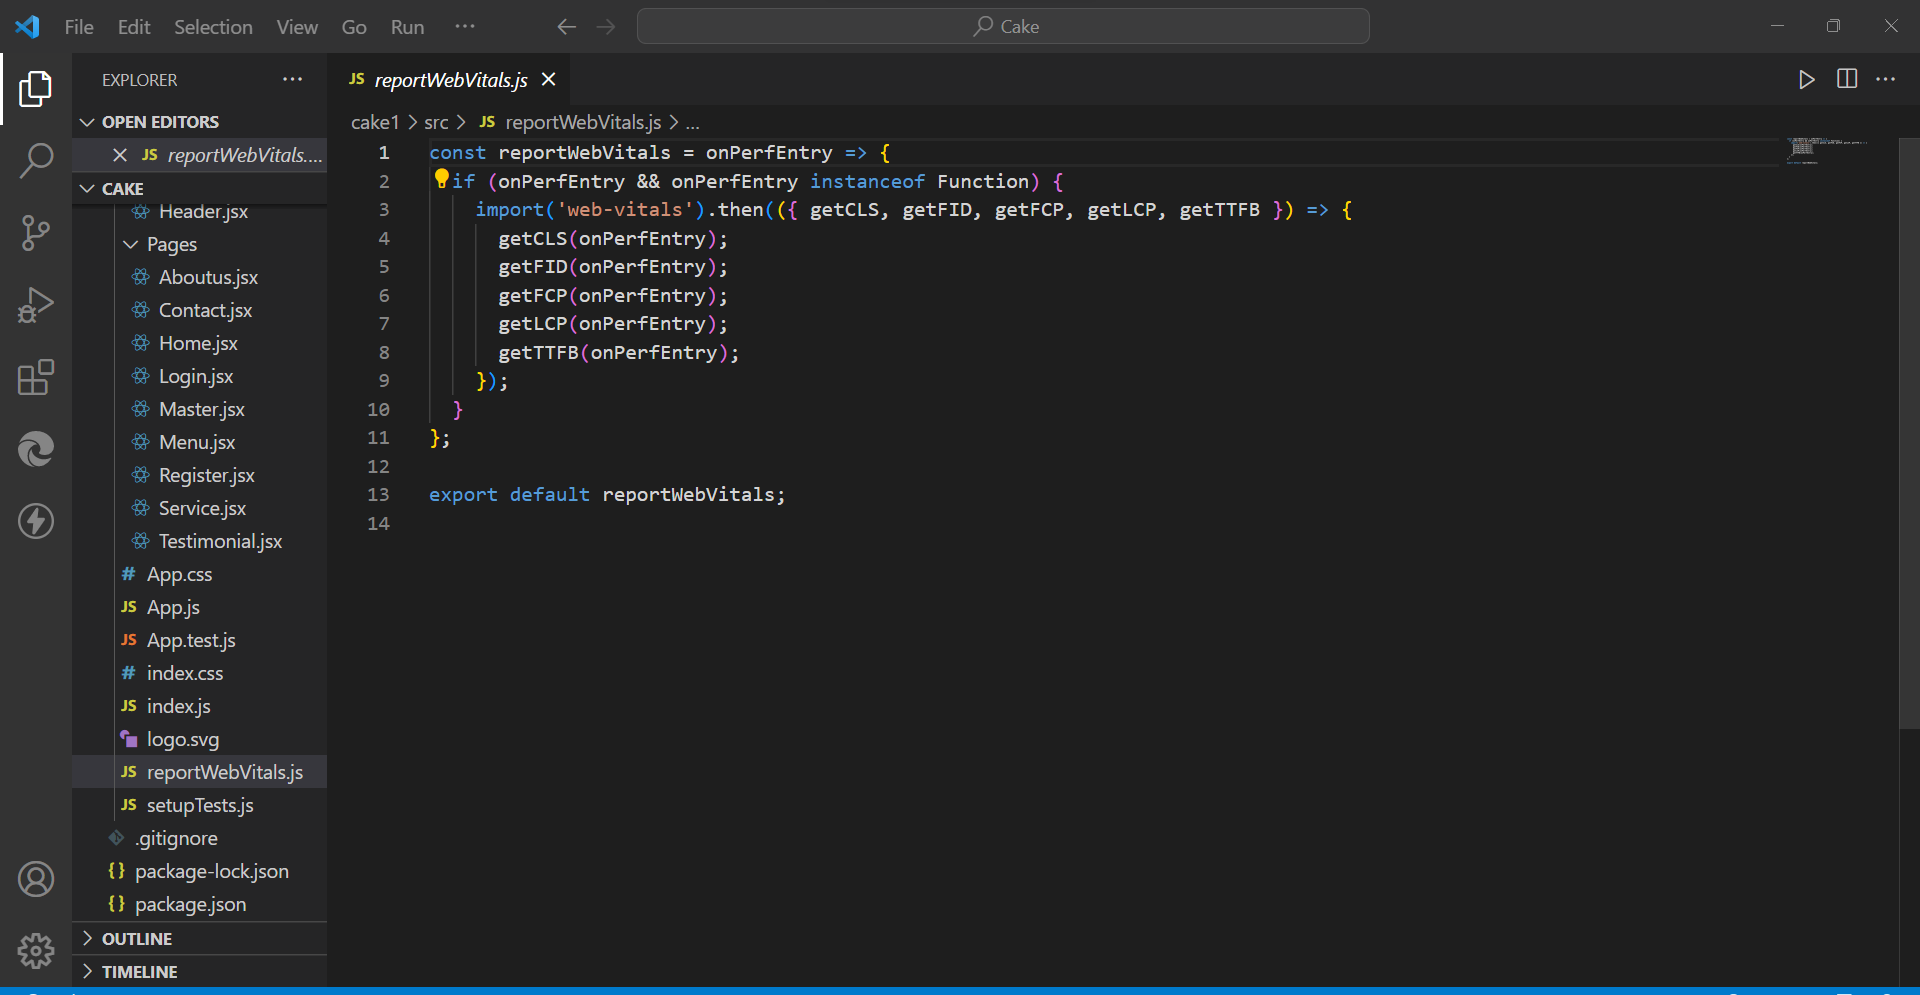 File Edit Selection View Go Run ··· Cake
EXPLORER ···
OPEN EDITORS
JS reportWebVitals....
CAKE
Header.jsx
Pages
Aboutus.jsx
Contact.jsx
Home.jsx
Login.jsx
Master.jsx
Menu.jsx
Register.jsx
Service.jsx
Testimonial.jsx
# App.css
JS App.js
JS App.test.js
# index.css
JS index.js
logo.svg
JS reportWebVitals.js
JS setupTests.js
.gitignore
{} package-lock.json
{} package.json
OUTLINE
TIMELINE
JS reportWebVitals.js
cake1 > src > JS reportWebVitals.js > ...
1 const reportWebVitals = onPerfEntry => {
2 if (onPerfEntry && onPerfEntry instanceof Function) {
3 import('web-vitals').then(({ getCLS, getFID, getFCP, getLCP, getTTFB }) => {
4 getCLS(onPerfEntry);
5 getFID(onPerfEntry);
6 getFCP(onPerfEntry);
7 getLCP(onPerfEntry);
8 getTTFB(onPerfEntry);
9 });
10 }
11 };
12
13 export default reportWebVitals;
14